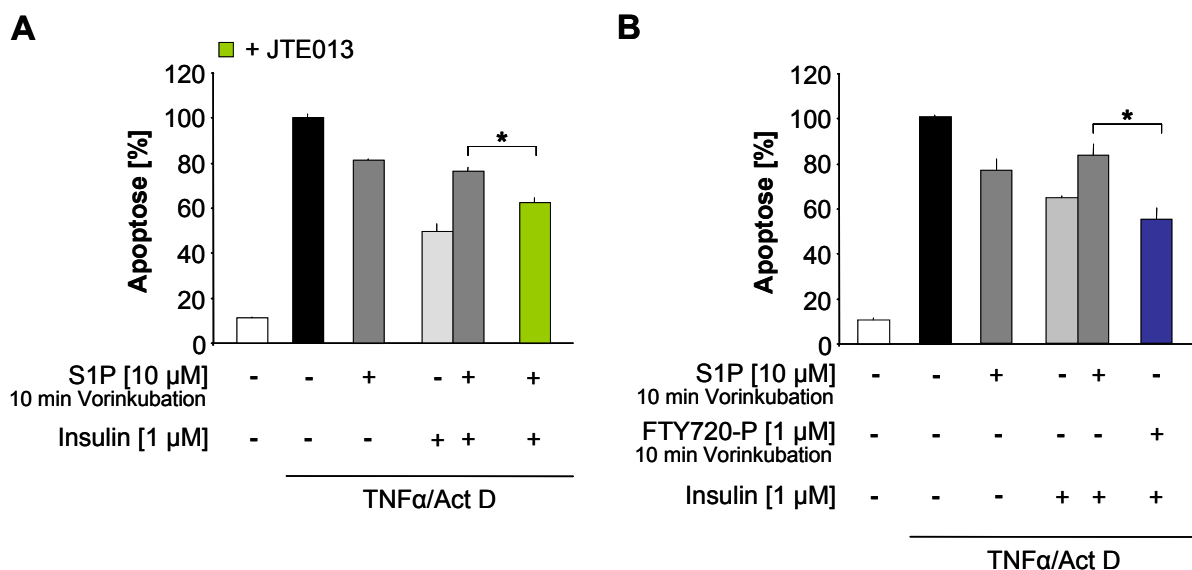 A
+ JTE013
120
100
80
60
40
20
0
Apoptose [%]
*
S1P [10 µM] - - + - + +
10 min Vorinkubation
Insulin [1 µM] - - - + + +
TNFα/Act D
B
120
100
80
60
40
20
0
Apoptose [%]
*
S1P [10 µM] - - + - + -
10 min Vorinkubation
FTY720-P [1 µM] - - - - - +
10 min Vorinkubation
Insulin [1 µM] - - - + + +
TNFα/Act D